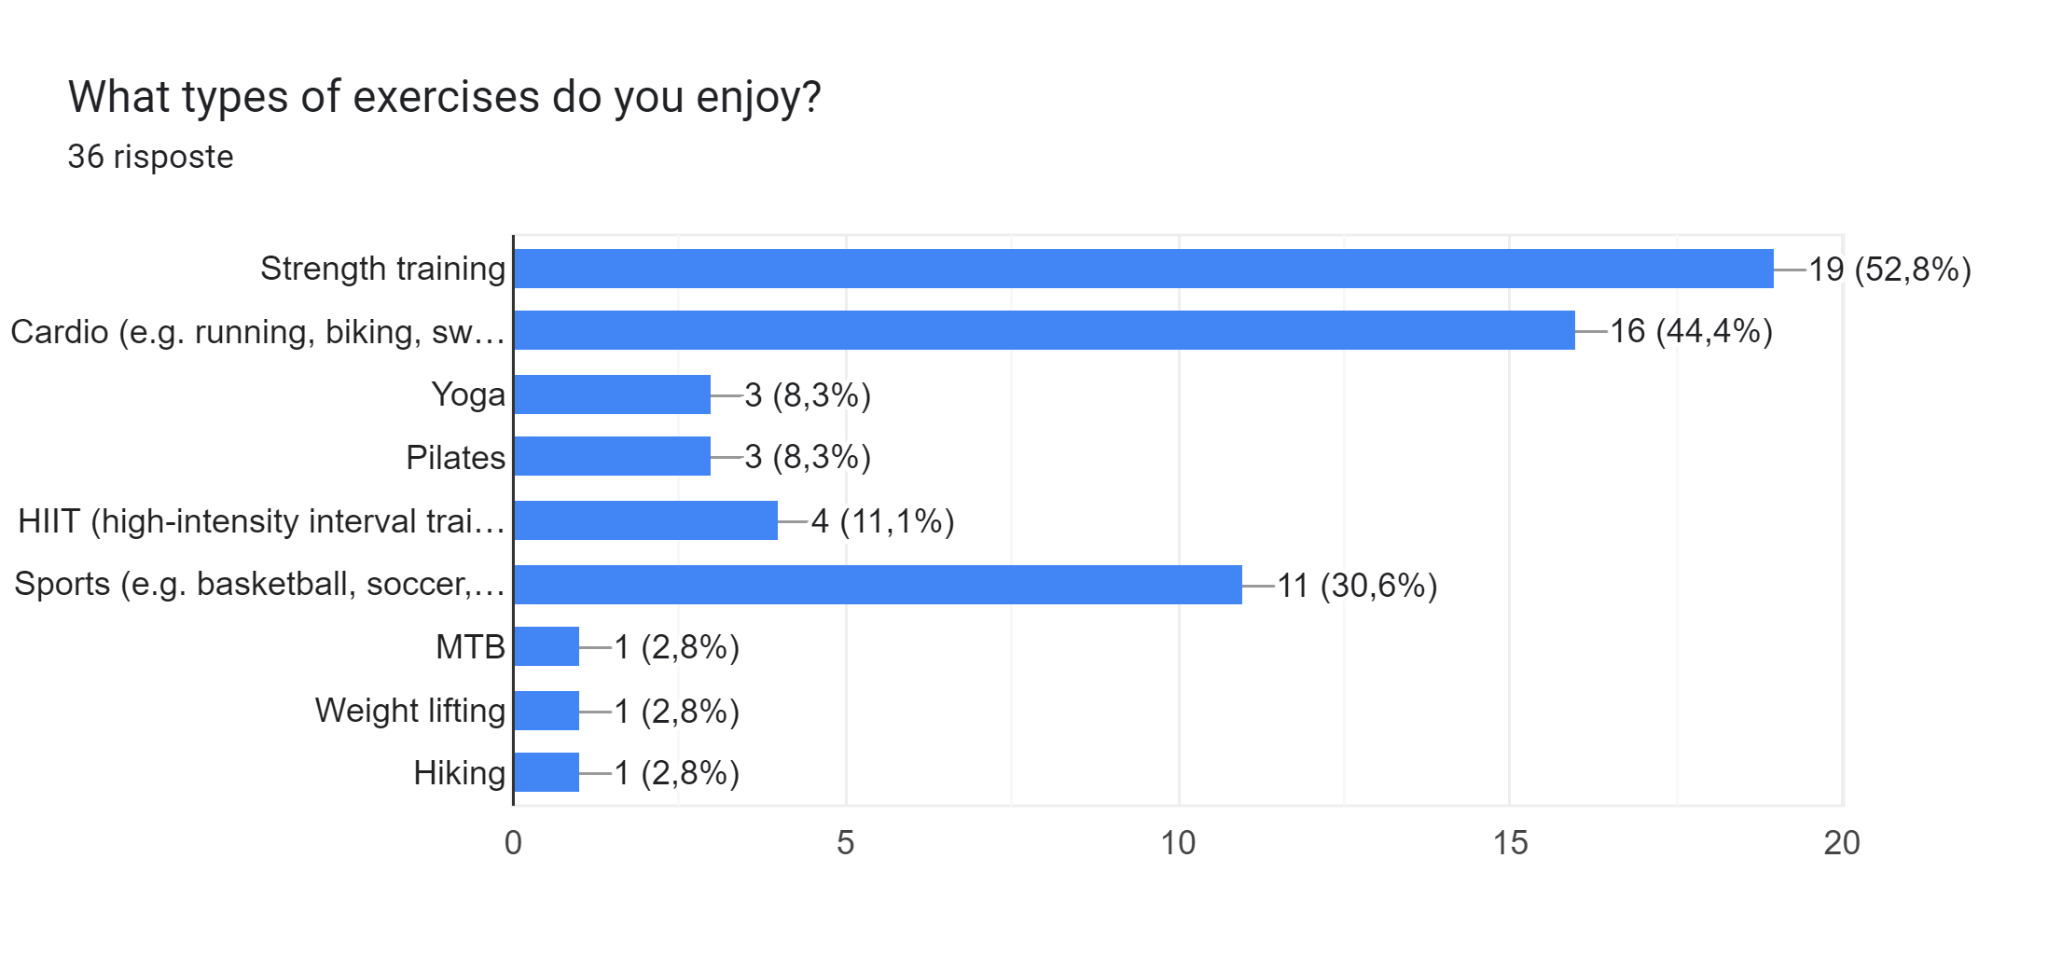 What types of exercises do you enjoy?
36 risposte
Strength training 19 (52,8%)
Cardio (e.g. running, biking, sw… 16 (44,4%)
Yoga 3 (8,3%)
Pilates 3 (8,3%)
HIIT (high-intensity interval trai… 4 (11,1%)
Sports (e.g. basketball, soccer,… 11 (30,6%)
MTB 1 (2,8%)
Weight lifting 1 (2,8%)
Hiking 1 (2,8%)
0 5 10 15 20